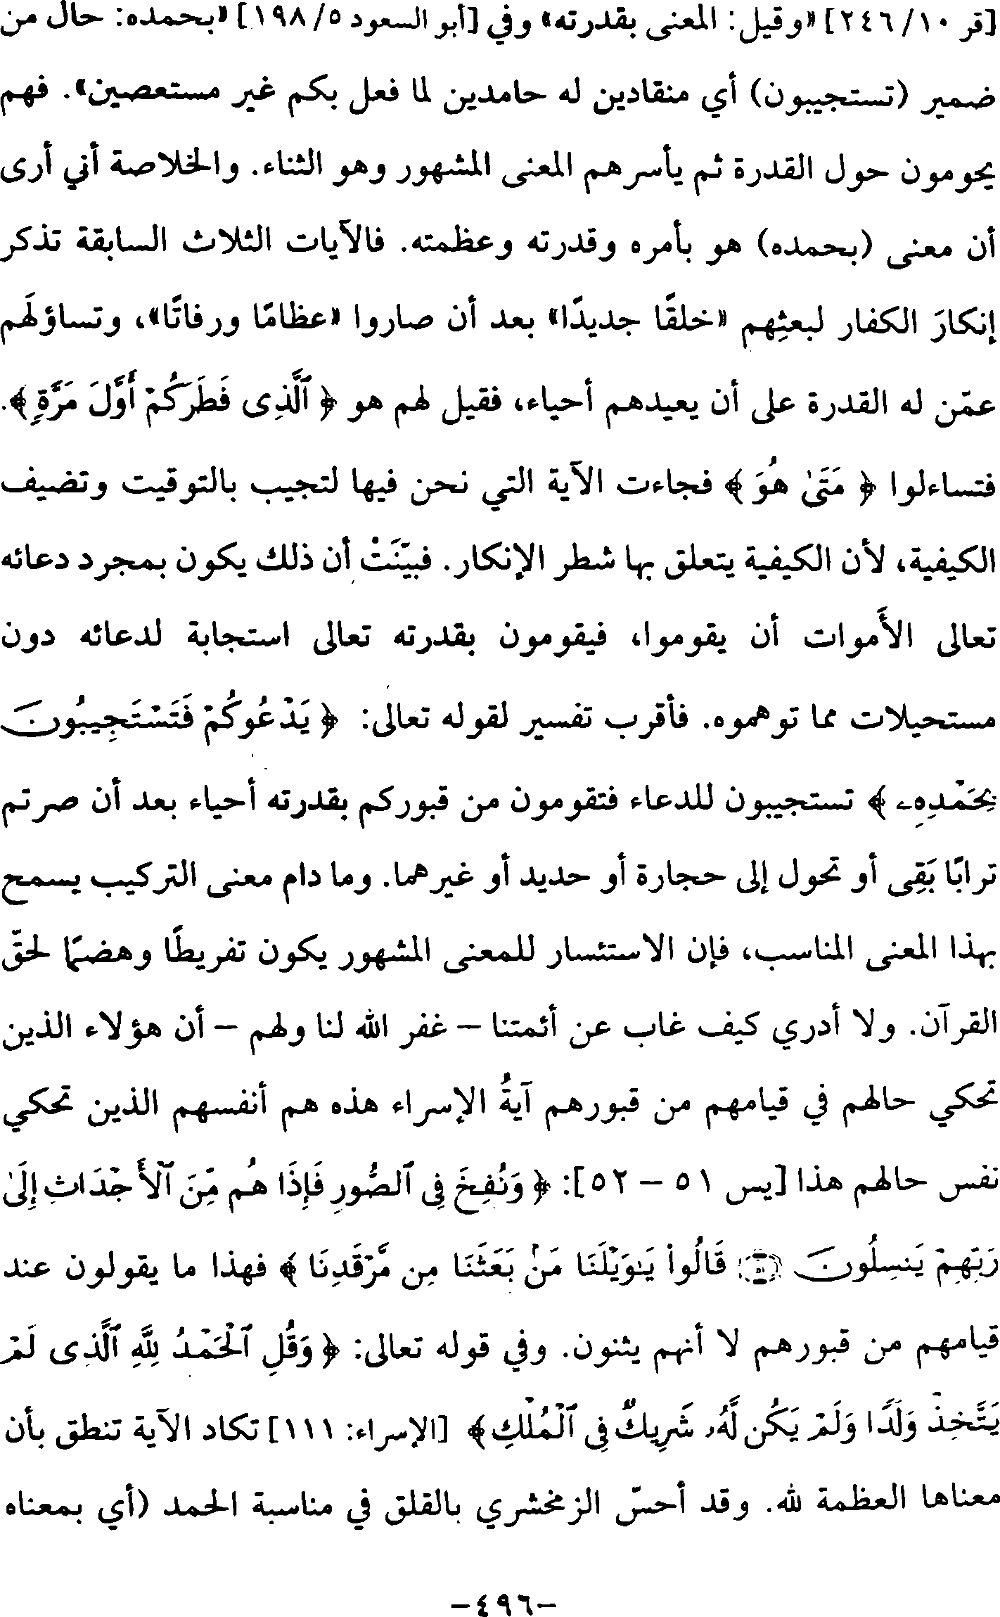 [قر ١٠/ ٢٤٦] «وقيل: المعنى بقدرته» وفي [أبو السعود ٥/ ١٩٨] «بحمده: حال من
ضمير (تستجيبون) أي منقادين له حامدين لما فعل بكم غير مستعصين». فهم
يحومون حول القدرة ثم يأسرهم المعنى المشهور وهو الثناء. والخلاصة أني أرى
أن معنى (بحمده) هو بأمره وقدرته وعظمته. فالآيات الثلاث السابقة تذكر
إنكارَ الكفار لبعثِهم «خلقًا جديدًا» بعد أن صاروا «عظامًا ورفاتًا»، وتساؤلَهم
عمّن له القدرة على أن يعيدهم أحياء، فقيل لهم هو ﴿ ٱلَّذِى فَطَرَكُمْ أَوَّلَ مَرَّةٍ﴾.
فتساءلوا ﴿ مَتَىٰ هُوَ ﴾ فجاءت الآية التي نحن فيها لتجيب بالتوقيت وتضيف
الكيفية، لأن الكيفية يتعلق بها شطر الإنكار. فبيّنَتْ أن ذلك يكون بمجرد دعائه
تعالى الأَموات أن يقوموا، فيقومون بقدرته تعالى استجابة لدعائه دون
مستحيلات مما توهموه. فأقرب تفسير لقوله تعالى: ﴿ يَدْعُوكُمْ فَتَسْتَجِيبُونَ
بِحَمْدِهِۦ ﴾ تستجيبون للدعاء فتقومون من قبوركم بقدرته أحياء بعد أن صرتم
ترابًا بَقِى أو تحول إلى حجارة أو حديد أو غيرهما. وما دام معنى التركيب يسمح
بهذا المعنى المناسب، فإن الاستئسار للمعنى المشهور يكون تفريطًا وهضمًا لحقّ
القرآن. ولا أدري كيف غاب عن أئمتنا – غفر الله لنا ولهم – أن هؤلاء الذين
تحكي حالهم في قيامهم من قبورهم آيةُ الإسراء هذه هم أنفسهم الذين تحكي
نفس حالهم هذا [يس ٥١ – ٥٢]: ﴿ وَنُفِخَ فِى ٱلصُّورِ فَإِذَا هُم مِّنَ ٱلْأَجْدَاثِ إِلَىٰ
رَبِّهِمْ يَنسِلُونَ ۝٥١ قَالُوا۟ يَـٰوَيْلَنَا مَنۢ بَعَثَنَا مِن مَّرْقَدِنَا ﴾ فهذا ما يقولون عند
قيامهم من قبورهم لا أنهم يثنون. وفي قوله تعالى: ﴿ وَقُلِ ٱلْحَمْدُ لِلَّهِ ٱلَّذِى لَمْ
يَتَّخِذْ وَلَدًا وَلَمْ يَكُن لَّهُۥ شَرِيكٌ فِى ٱلْمُلْكِ﴾ [الإسراء: ١١١] تكاد الآية تنطق بأن
معناها العظمة لله. وقد أحسّ الزمخشري بالقلق في مناسبة الحمد (أي بمعناه
-٤٩٦-